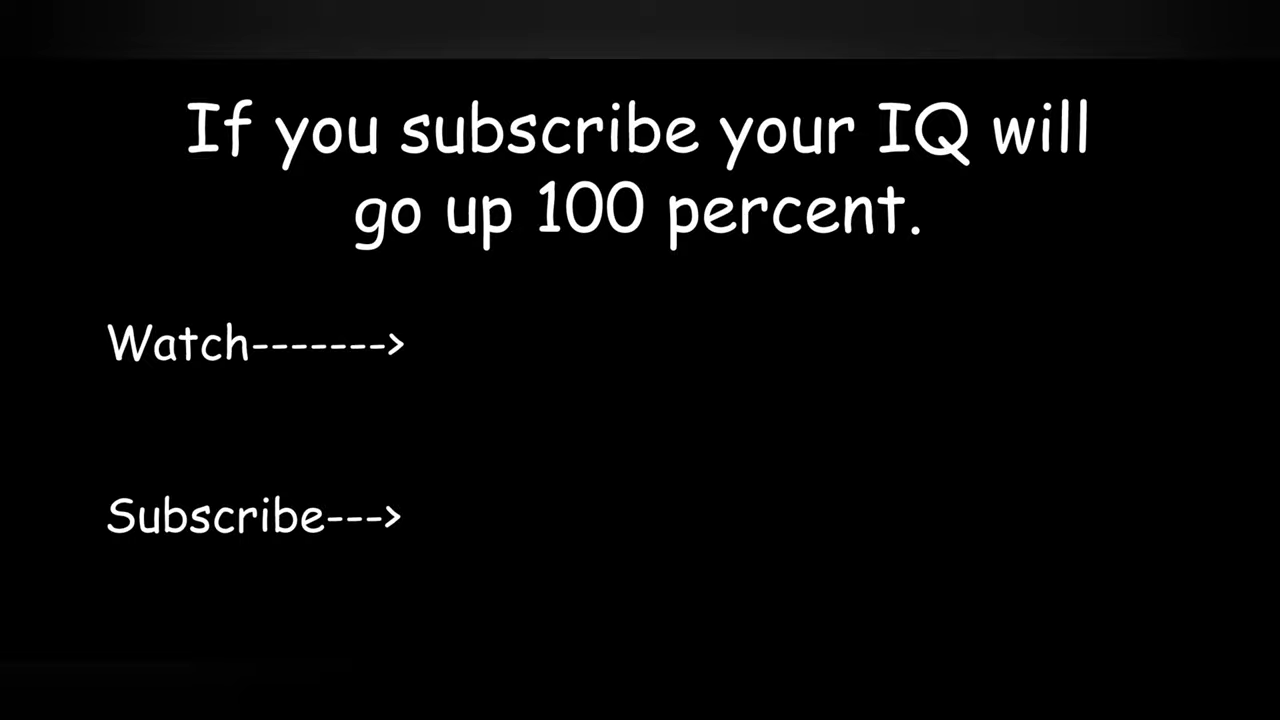 If you subscribe your IQ will
go up 100 percent.
Watch------->
Subscribe--->